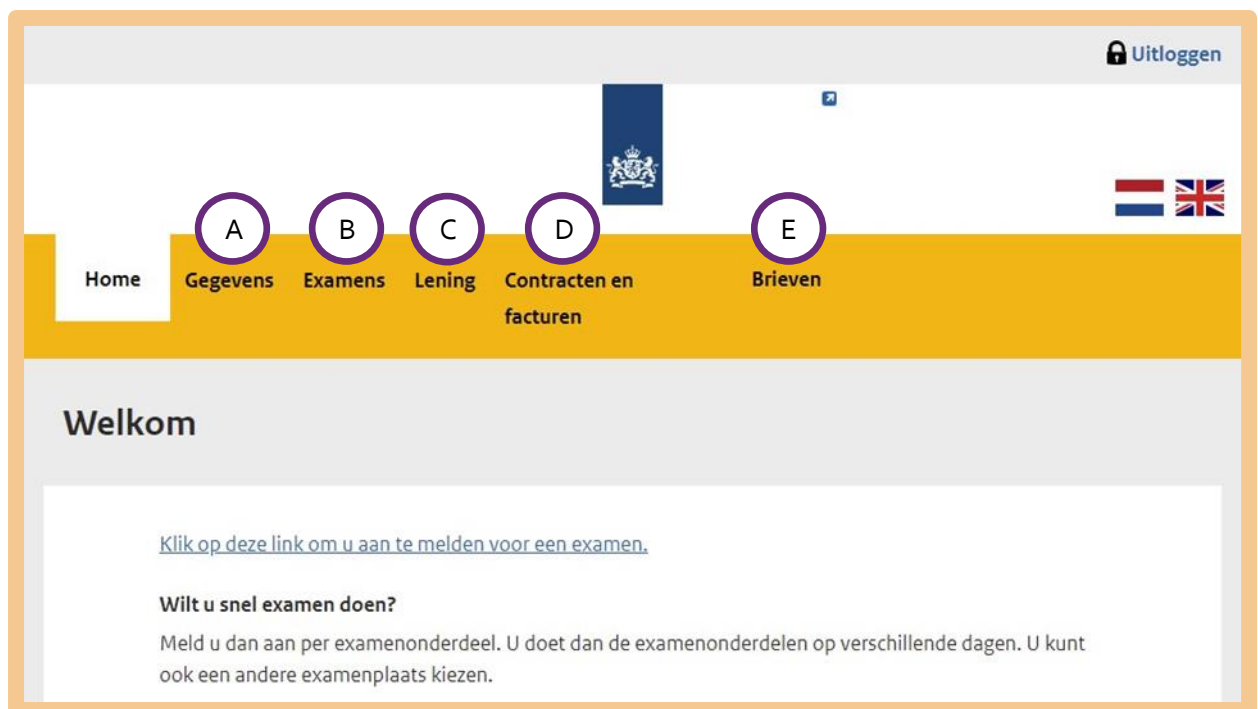 Uitloggen
A B C D E
Home Gegevens Examens Lening Contracten en facturen Brieven
Welkom
Klik op deze link om u aan te melden voor een examen.
Wilt u snel examen doen?
Meld u dan aan per examenonderdeel. U doet dan de examenonderdelen op verschillende dagen. U kunt
ook een andere examenplaats kiezen.